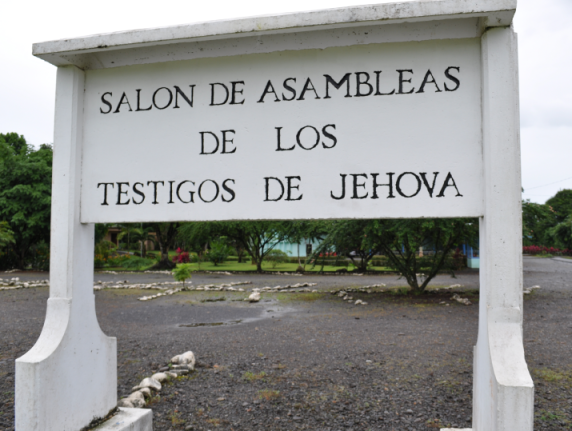 SALON DE ASAMBLEAS
DE LOS
TESTIGOS DE JEHOVA